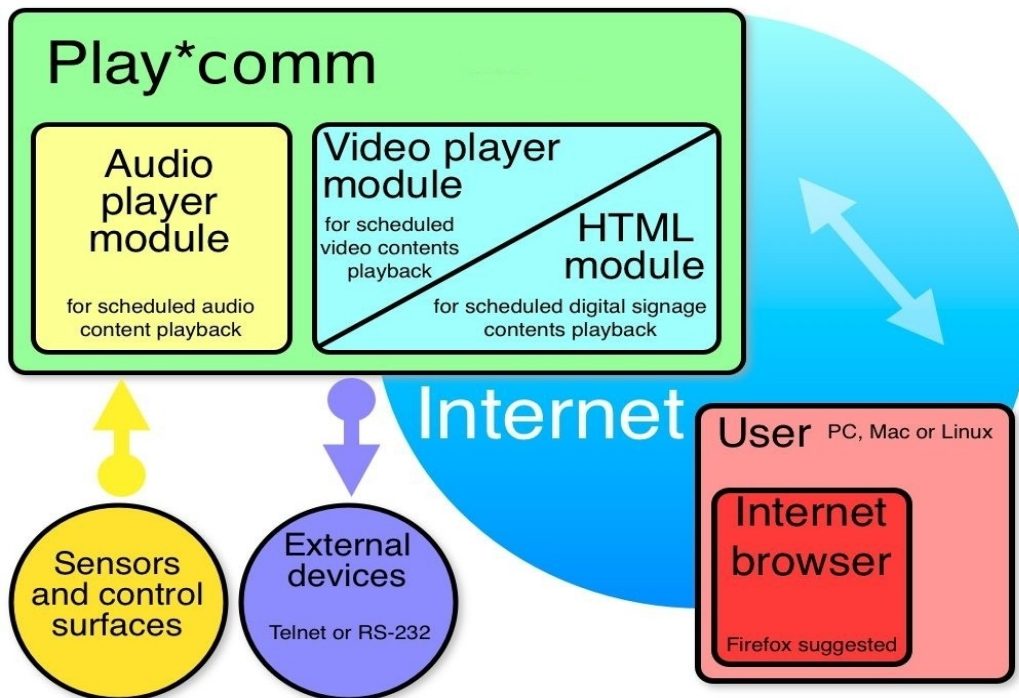 Play*comm
Audio
player
module
for scheduled audio
content playback
Video player
module
for scheduled
video contents
playback
HTML
module
for scheduled digital signage
contents playback
Internet
User PC, Mac or Linux
Internet
browser
Firefox suggested
Sensors
and control
surfaces
External
devices
Telnet or RS-232